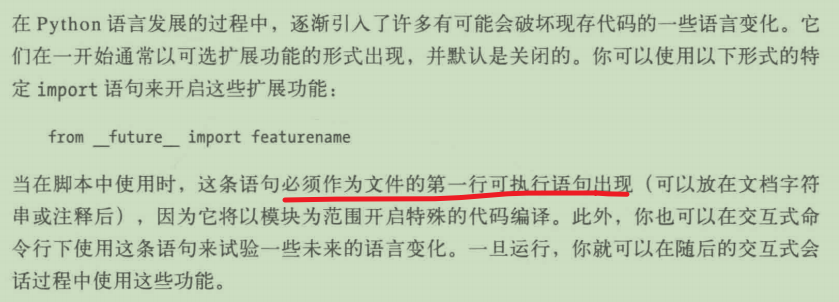 在 Python 语言发展的过程中，逐渐引入了许多有可能会破坏现存代码的一些语言变化。它
们在一开始通常以可选扩展功能的形式出现，并默认是关闭的。你可以使用以下形式的特
定 import 语句来开启这些扩展功能：
from __future__ import featurename
当在脚本中使用时，这条语句必须作为文件的第一行可执行语句出现（可以放在文档字符
串或注释后），因为它将以模块为范围开启特殊的代码编译。此外，你也可以在交互式命
令行下使用这条语句来试验一些未来的语言变化。一旦运行，你就可以在随后的交互式会
话过程中使用这些功能。